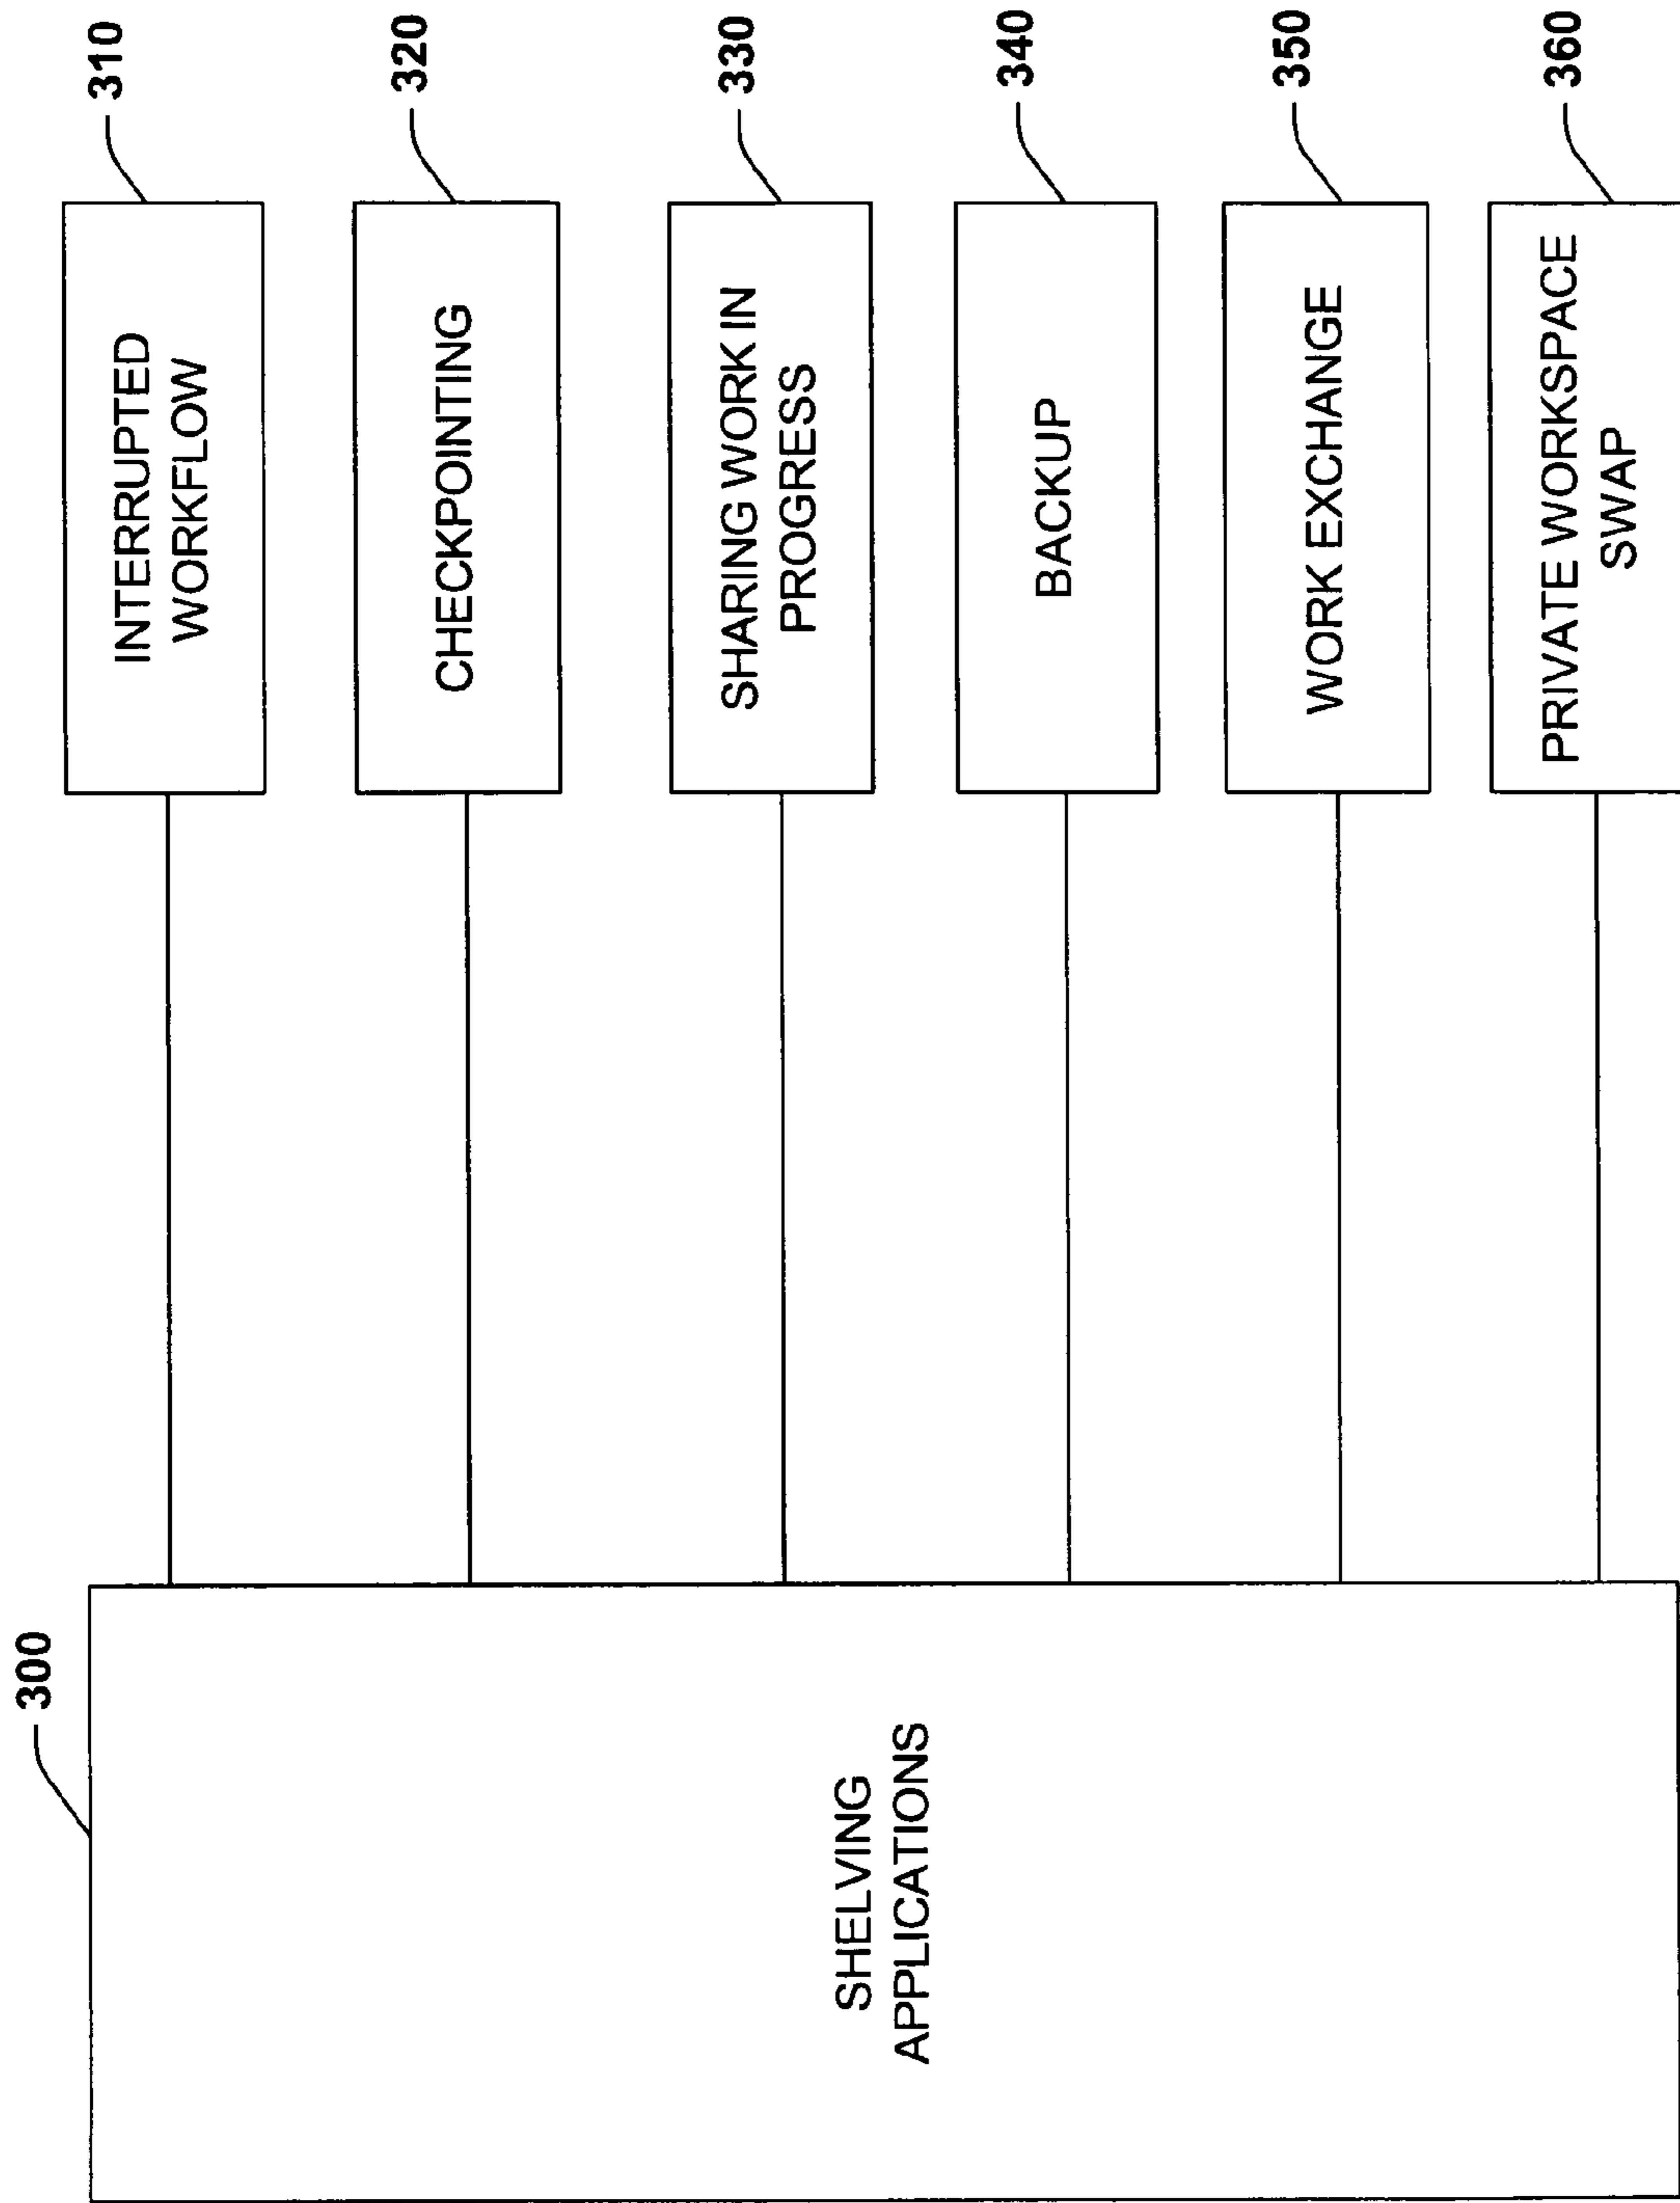 300
SHELVING
APPLICATIONS
INTERRUPTED
WORKFLOW
310
CHECKPOINTING
320
SHARING WORK IN
PROGRESS
330
BACKUP
340
WORK EXCHANGE
350
PRIVATE WORKSPACE
SWAP
360